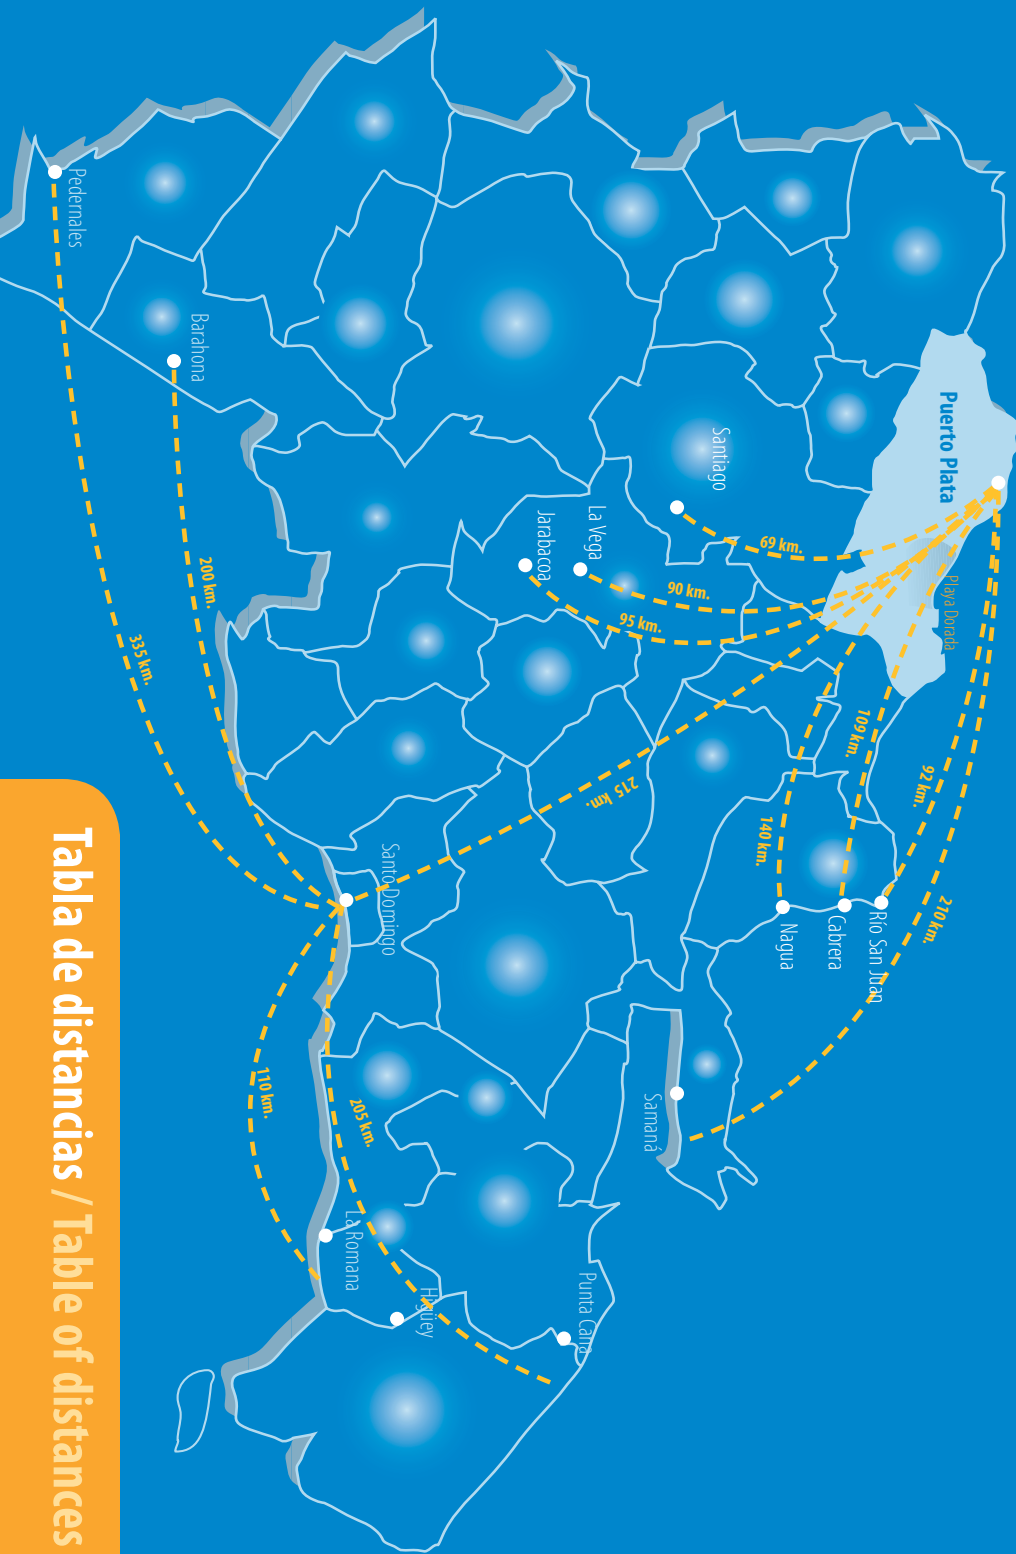 Puerto Plata
Playa Dorada
Santiago
La Vega
Jarabacoa
69 km.
90 km.
95 km.
109 km.
92 km.
210 km.
140 km.
215 km.
Río San Juan
Cabrera
Nagua
Samaná
Pedernales
Barahona
200 km.
335 km.
Santo Domingo
110 km.
205 km.
La Romana
Higüey
Punta Cana
Tabla de distancias / Table of distances